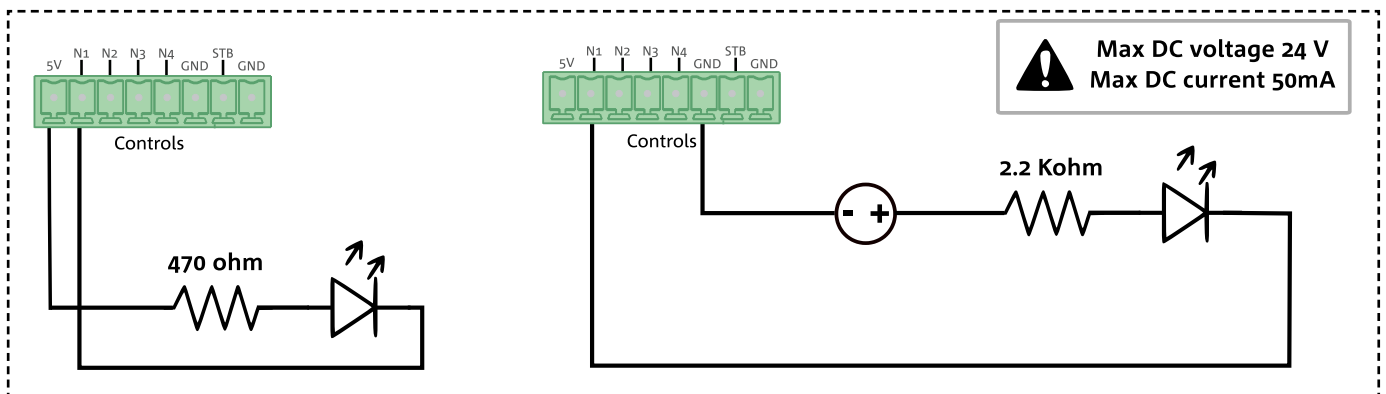 5V N1 N2 N3 N4 GND STB GND
Controls
470 ohm
5V N1 N2 N3 N4 GND STB GND
Controls
- +
2.2 Kohm
! Max DC voltage 24 V
Max DC current 50mA